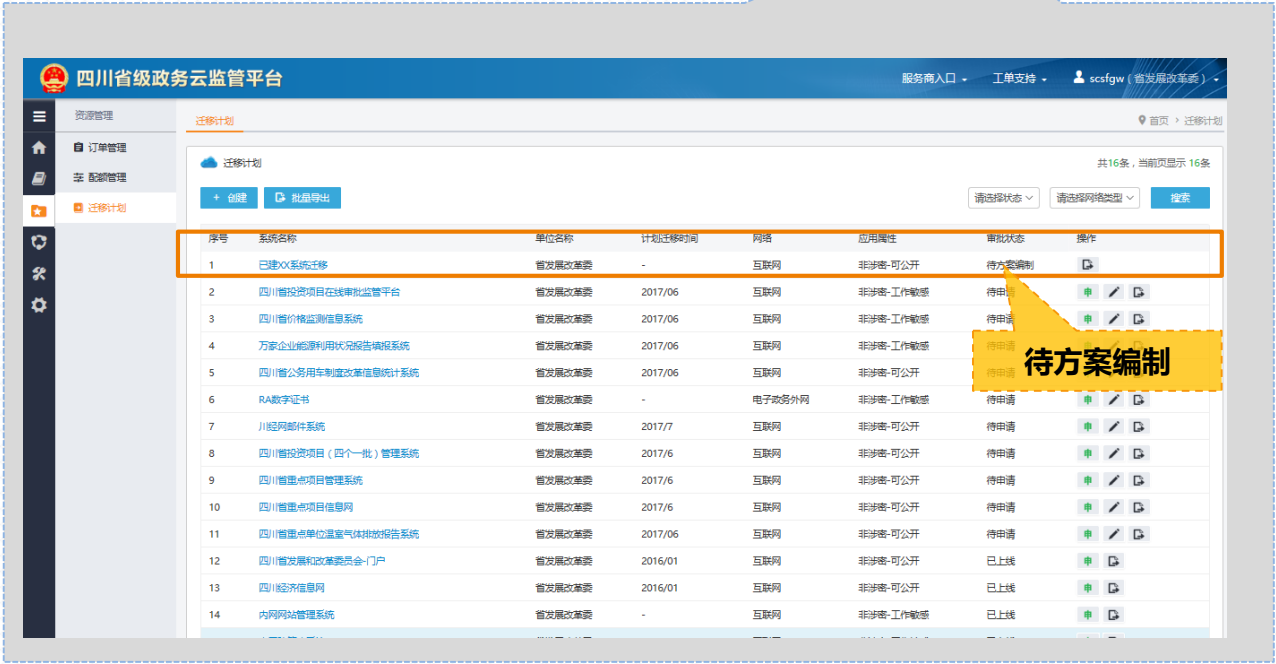 四川省级政务云监管平台 服务商入口 工单支持 scsfgw（省发展改革委）
资源管理 迁移计划 首页 > 迁移计划
订单管理
迁移计划 共16条，当前页显示 16条
配额管理
+ 创建 批量导出 请选择状态 请选择网络类型 搜索
迁移计划
序号 系统名称 单位名称 计划迁移时间 网络 应用属性 审批状态 操作
1 已建XX系统迁移 省发展改革委 - 互联网 非涉密-可公开 待方案编制
2 四川省投资项目在线审批监管平台 省发展改革委 2017/06 互联网 非涉密-工作敏感 待申请 申
3 四川省价格监测信息系统 省发展改革委 2017/06 互联网 非涉密-工作敏感 待申请 申
4 万家企业能源利用状况报告填报系统 省发展改革委 2017/06 互联网 非涉密-工作敏感 待申请
待方案编制
5 四川省公务用车制度改革信息统计系统 省发展改革委 2017/06 互联网 非涉密-可公开 待申请
6 RA数字证书 省发展改革委 - 电子政务外网 非涉密-工作敏感 待申请 申
7 川经网邮件系统 省发展改革委 2017/7 互联网 非涉密-可公开 待申请 申
8 四川省投资项目（四个一批）管理系统 省发展改革委 2017/6 互联网 非涉密-可公开 待申请 申
9 四川省重点项目管理系统 省发展改革委 2017/6 互联网 非涉密-可公开 待申请 申
10 四川省重点项目信息网 省发展改革委 2017/6 互联网 非涉密-可公开 待申请 申
11 四川省重点单位温室气体排放报告系统 省发展改革委 2017/06 互联网 非涉密-可公开 待申请 申
12 四川省发展和改革委员会-门户 省发展改革委 2016/01 互联网 非涉密-可公开 已上线 申
13 四川经济信息网 省发展改革委 2016/01 互联网 非涉密-可公开 已上线 申
14 内网网站管理系统 省发展改革委 - 互联网 非涉密-工作敏感 已上线 申